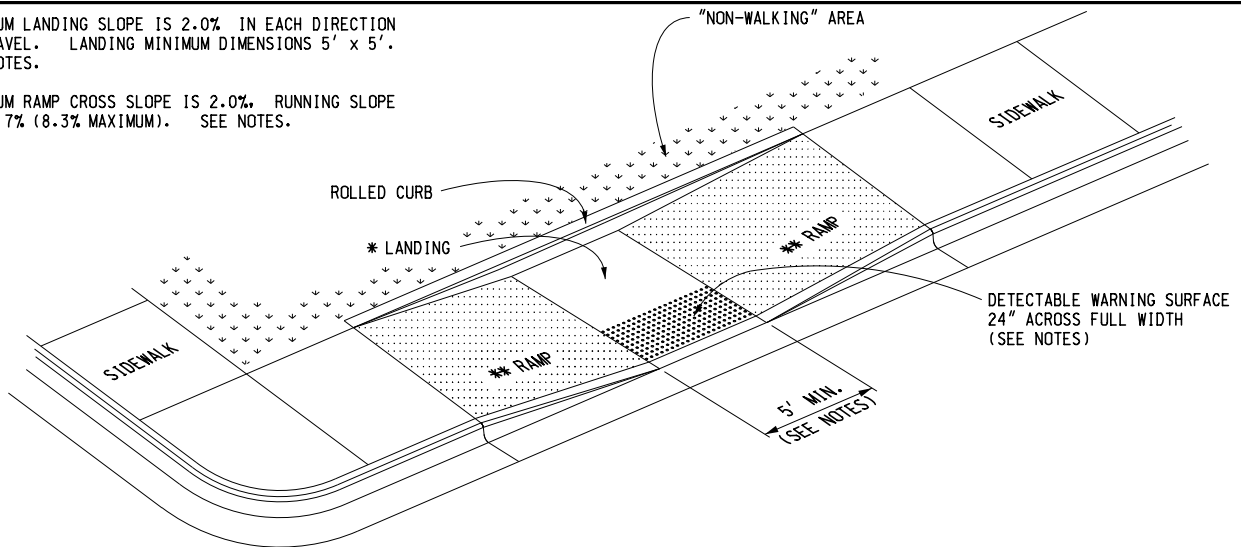 UM LANDING SLOPE IS 2.0% IN EACH DIRECTION
AVEL. LANDING MINIMUM DIMENSIONS 5' x 5'.
OTES.
UM RAMP CROSS SLOPE IS 2.0%. RUNNING SLOPE
7% (8.3% MAXIMUM). SEE NOTES.
"NON-WALKING" AREA
SIDEWALK
ROLLED CURB
* LANDING
** RAMP
DETECTABLE WARNING SURFACE
24" ACROSS FULL WIDTH
(SEE NOTES)
SIDEWALK
** RAMP
5' MIN.
(SEE NOTES)